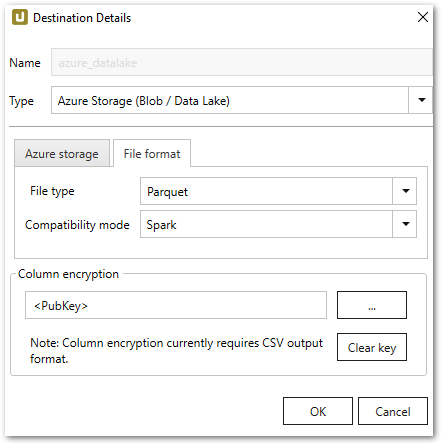 Destination Details
Name azure_datalake
Type Azure Storage (Blob / Data Lake)
Azure storage File format
File type Parquet
Compatibility mode Spark
Column encryption
<PubKey> ...
Note: Column encryption currently requires CSV output
format.
Clear key
OK Cancel